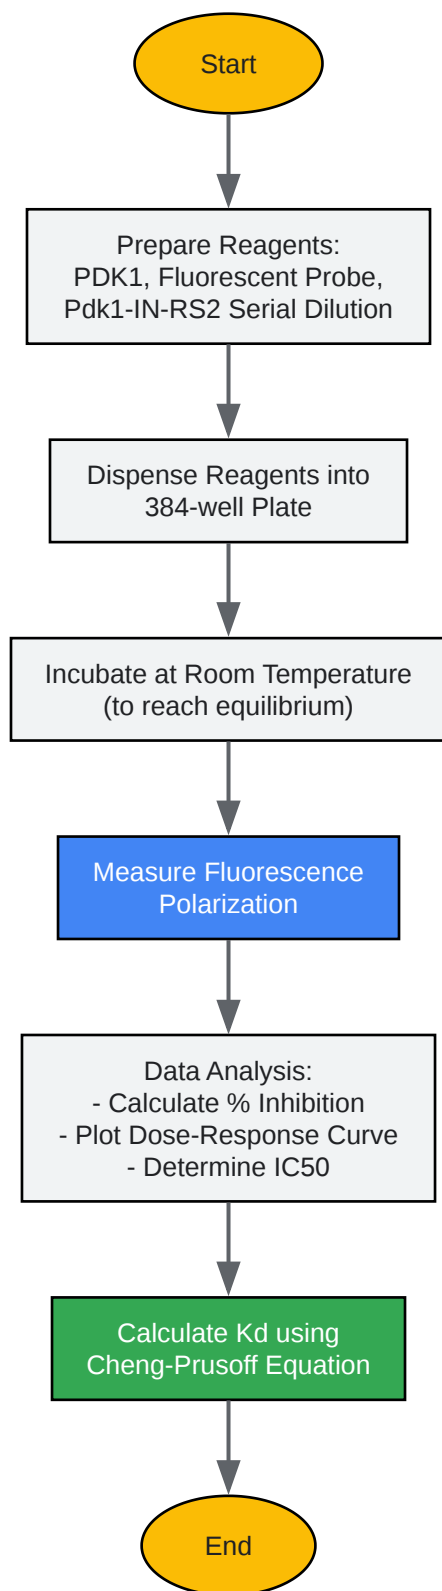 Start
Prepare Reagents:
PDK1, Fluorescent Probe,
Pdk1-IN-RS2 Serial Dilution
Dispense Reagents into
384-well Plate
Incubate at Room Temperature
(to reach equilibrium)
Measure Fluorescence
Polarization
Data Analysis:
- Calculate % Inhibition
- Plot Dose-Response Curve
- Determine IC50
Calculate Kd using
Cheng-Prusoff Equation
End